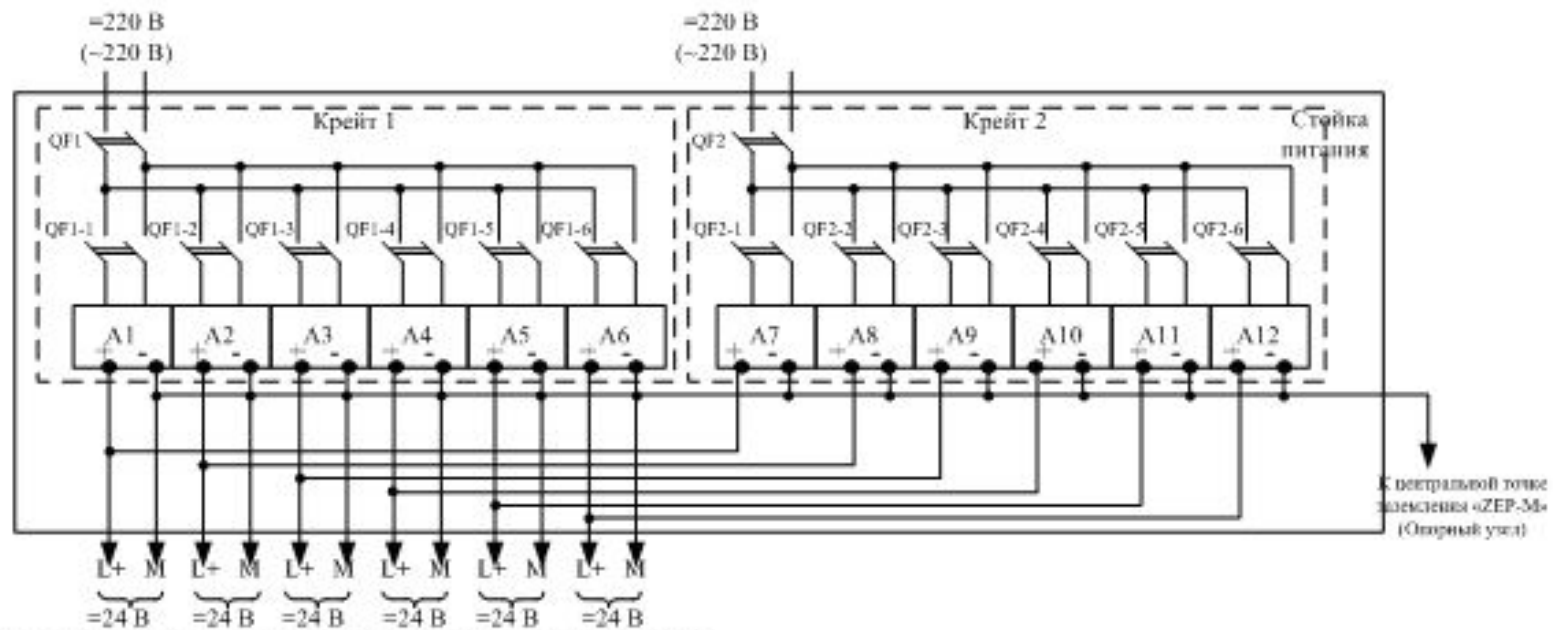 =220 В
(~220 В)
=220 В
(~220 В)
Крейт 1
Крейт 2
Стойка
питания
QF1
QF2
QF1-1
QF1-2
QF1-3
QF1-4
QF1-5
QF1-6
QF2-1
QF2-2
QF2-3
QF2-4
QF2-5
QF2-6
A1
A2
A3
A4
A5
A6
A7
A8
A9
A10
A11
A12
+ - + - + - + - + - + -
+ - + - + - + - + - + -
К центральной точке
заземления «ZEP-M»
(Опорный узел)
L+ M L+ M L+ M L+ M L+ M L+ M
=24 В =24 В =24 В =24 В =24 В =24 В